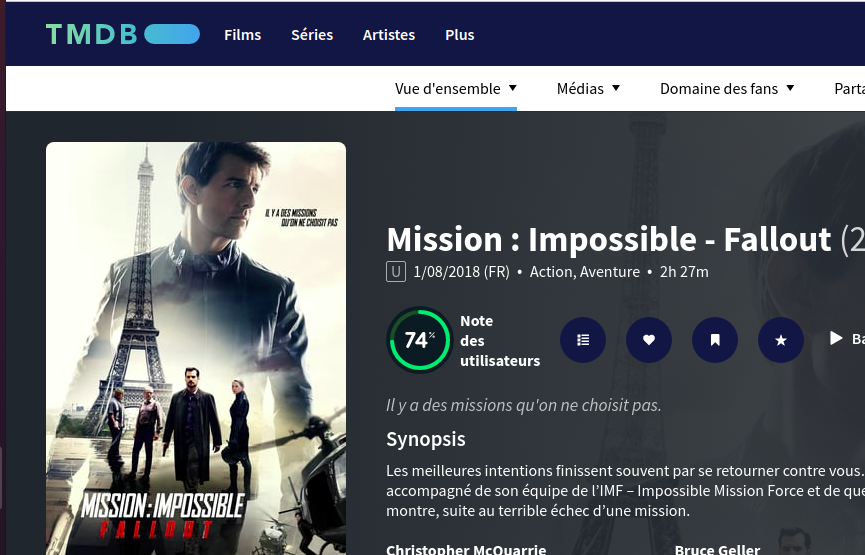 TMDB
Films Séries Artistes Plus
Vue d'ensemble Médias Domaine des fans
IL Y A DES MISSIONS
QU'ON NE CHOISIT PAS
MISSION:IMPOSSIBLE
FALLOUT
Mission : Impossible - Fallout (2
U 1/08/2018 (FR) • Action, Aventure • 2h 27m
74%
Note
des
utilisateurs
Il y a des missions qu'on ne choisit pas.
Synopsis
Les meilleures intentions finissent souvent par se retourner contre vous.
accompagné de son équipe de l'IMF – Impossible Mission Force et de
montre, suite au terrible échec d'une mission.
Christopher McQuarrie Bruce Geller